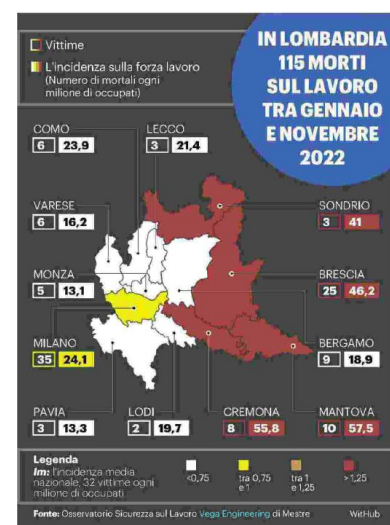 Vittime
L'incidenza sulla forza lavoro
(Numero di mortali ogni
milione di occupati)
IN LOMBARDIA
115 MORTI
SUL LAVORO
TRA GENNAIO
E NOVEMBRE
2022
COMO
6 23,9
LECCO
3 21,4
SONDRIO
3 41
VARESE
6 16,2
BRESCIA
25 46,2
MONZA
5 13,1
MILANO
35 24,1
BERGAMO
9 18,9
PAVIA
3 13,3
LODI
2 19,7
CREMONA
8 55,8
MANTOVA
10 57,5
Legenda
Im: l'incidenza media
nazionale, 32 vittime ogni
milione di occupati
<0,75
tra 0,75
e 1
tra 1
e 1,25
>1,25
Fonte: Osservatorio Sicurezza sul Lavoro Vega Engineering di Mestre
WitHub